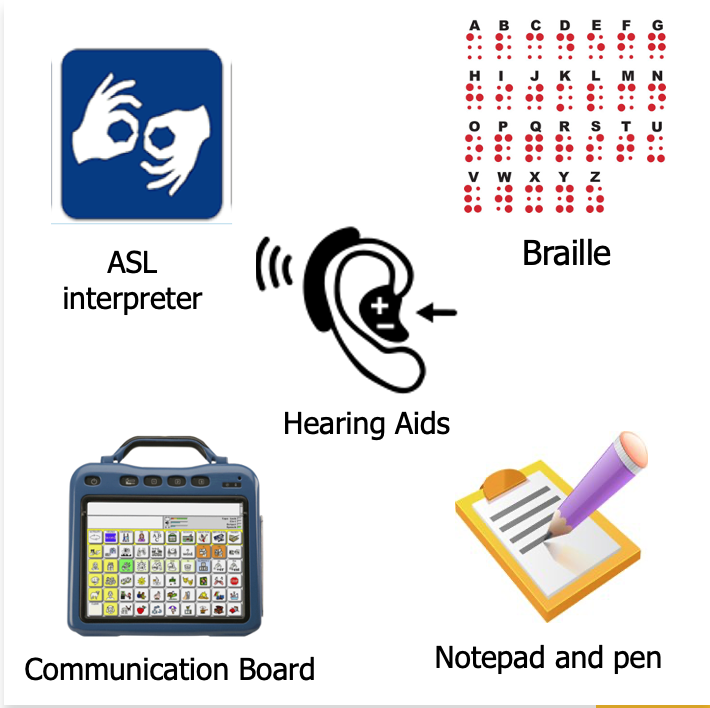 A B C D E F G
H I J K L M N
O P Q R S T U
V W X Y Z
ASL
interpreter
Braille
+
−
Hearing Aids
Communication Board
Notepad and pen